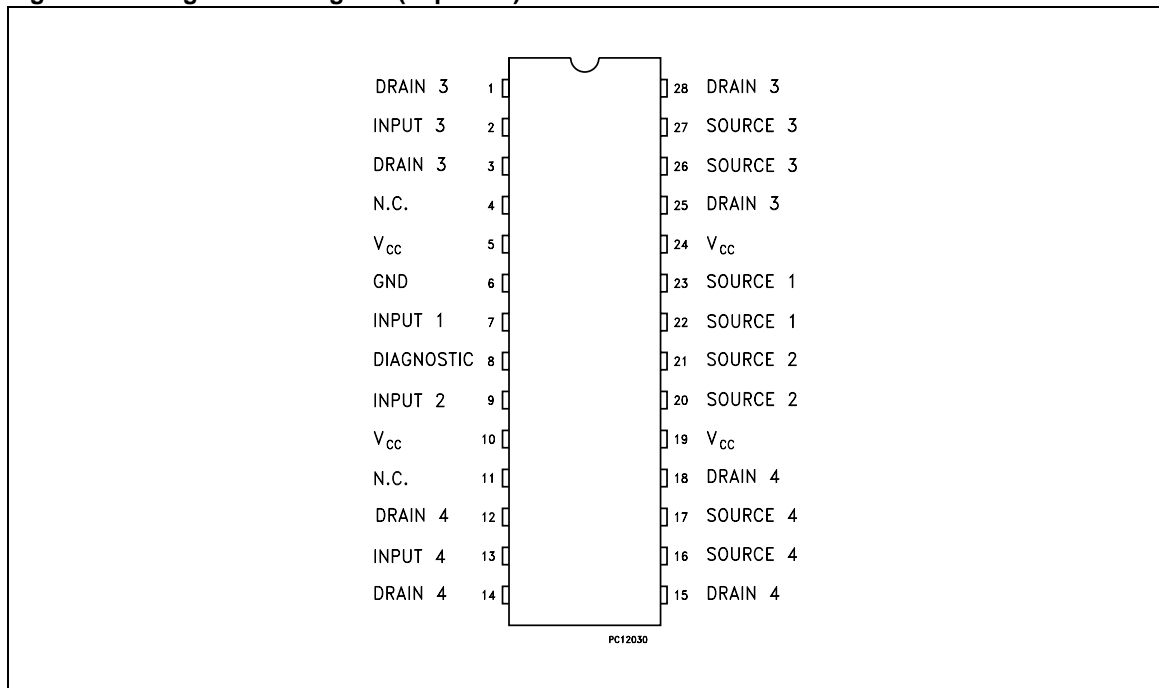 DRAIN 3 1 28 DRAIN 3
INPUT 3 2 27 SOURCE 3
DRAIN 3 3 26 SOURCE 3
N.C. 4 25 DRAIN 3
VCC 5 24 VCC
GND 6 23 SOURCE 1
INPUT 1 7 22 SOURCE 1
DIAGNOSTIC 8 21 SOURCE 2
INPUT 2 9 20 SOURCE 2
VCC 10 19 VCC
N.C. 11 18 DRAIN 4
DRAIN 4 12 17 SOURCE 4
INPUT 4 13 16 SOURCE 4
DRAIN 4 14 15 DRAIN 4
PC12030